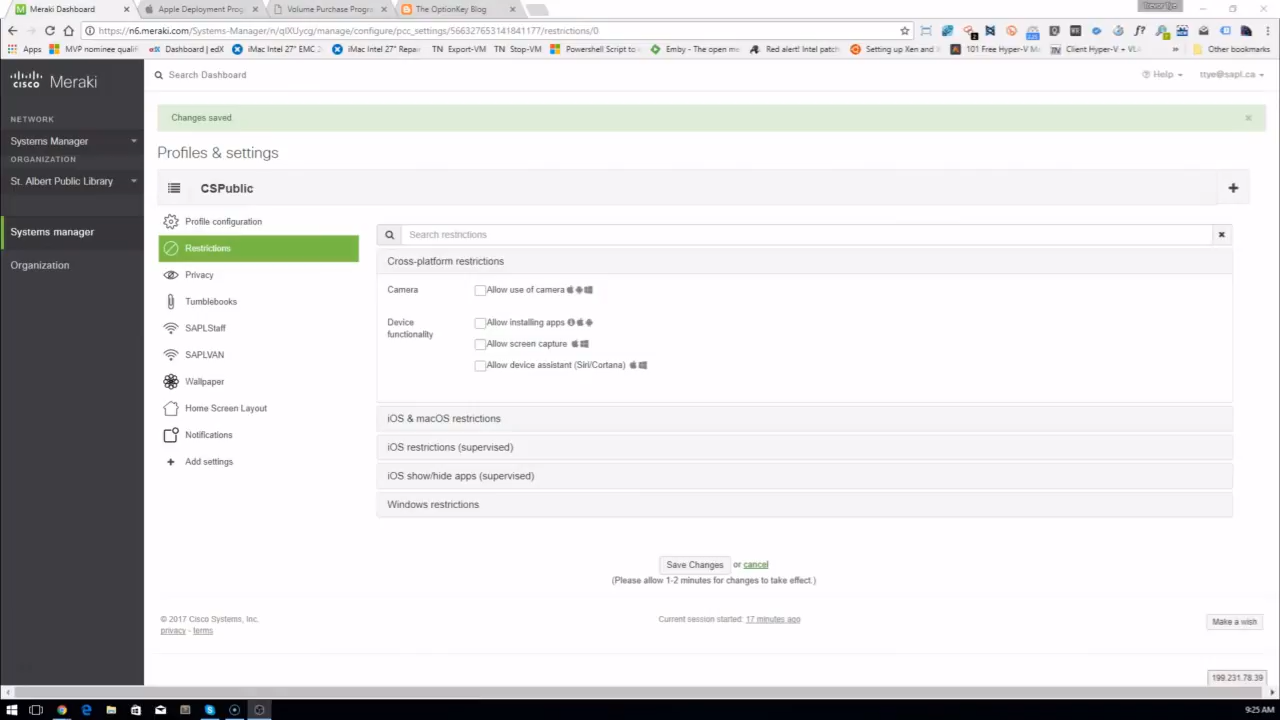 Trevor Tye
Meraki Dashboard
Apple Deployment Prog
Volume Purchase Progra
The OptionKey Blog
https://n6.meraki.com/Systems-Manager/n/qlXUycg/manage/configure/pcc_settings/566327653141841177/restrictions/0
Apps
MVP nominee qualif
Dashboard | edX
iMac Intel 27" EMC 2
iMac Intel 27" Repair
Export-VM
Stop-VM
Powershell Script to
Emby - The open me
Red alert! Intel patch
Setting up Xen and X
101 Free Hyper-V M
Client Hyper-V + VLA
Other bookmarks
cisco Meraki
Search Dashboard
Help
ttye@sapl.ca
NETWORK
Systems Manager
ORGANIZATION
St. Albert Public Library
Systems manager
Organization
Changes saved
Profiles & settings
CSPublic
Profile configuration
Restrictions
Privacy
Tumblebooks
SAPLStaff
SAPLVAN
Wallpaper
Home Screen Layout
Notifications
Add settings
Search restrictions
Cross-platform restrictions
Camera
Allow use of camera
Device
functionality
Allow installing apps
Allow screen capture
Allow device assistant (Siri/Cortana)
iOS & macOS restrictions
iOS restrictions (supervised)
iOS show/hide apps (supervised)
Windows restrictions
Save Changes or cancel
(Please allow 1-2 minutes for changes to take effect.)
© 2017 Cisco Systems, Inc.
privacy - terms
Current session started: 17 minutes ago
Make a wish
199.231.78.39
9:25 AM